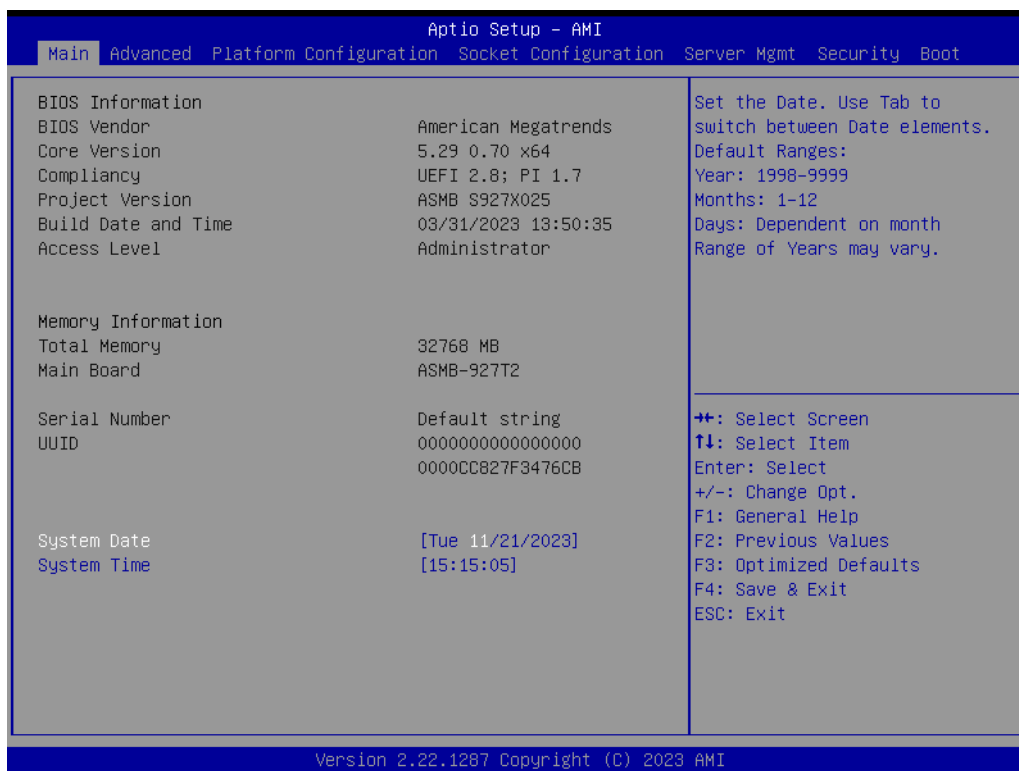 Aptio Setup - AMI
Main Advanced Platform Configuration Socket Configuration Server Mgmt Security Boot
BIOS Information
BIOS Vendor American Megatrends
Core Version 5.29 0.70 x64
Compliancy UEFI 2.8; PI 1.7
Project Version ASMB S927X025
Build Date and Time 03/31/2023 13:50:35
Access Level Administrator
Memory Information
Total Memory 32768 MB
Main Board ASMB-927T2
Serial Number Default string
UUID 0000000000000000
0000CC827F3476CB
System Date [Tue 11/21/2023]
System Time [15:15:05]
Set the Date. Use Tab to
switch between Date elements.
Default Ranges:
Year: 1998-9999
Months: 1-12
Days: Dependent on month
Range of Years may vary.
→←: Select Screen
↑↓: Select Item
Enter: Select
+/-: Change Opt.
F1: General Help
F2: Previous Values
F3: Optimized Defaults
F4: Save & Exit
ESC: Exit
Version 2.22.1287 Copyright (C) 2023 AMI